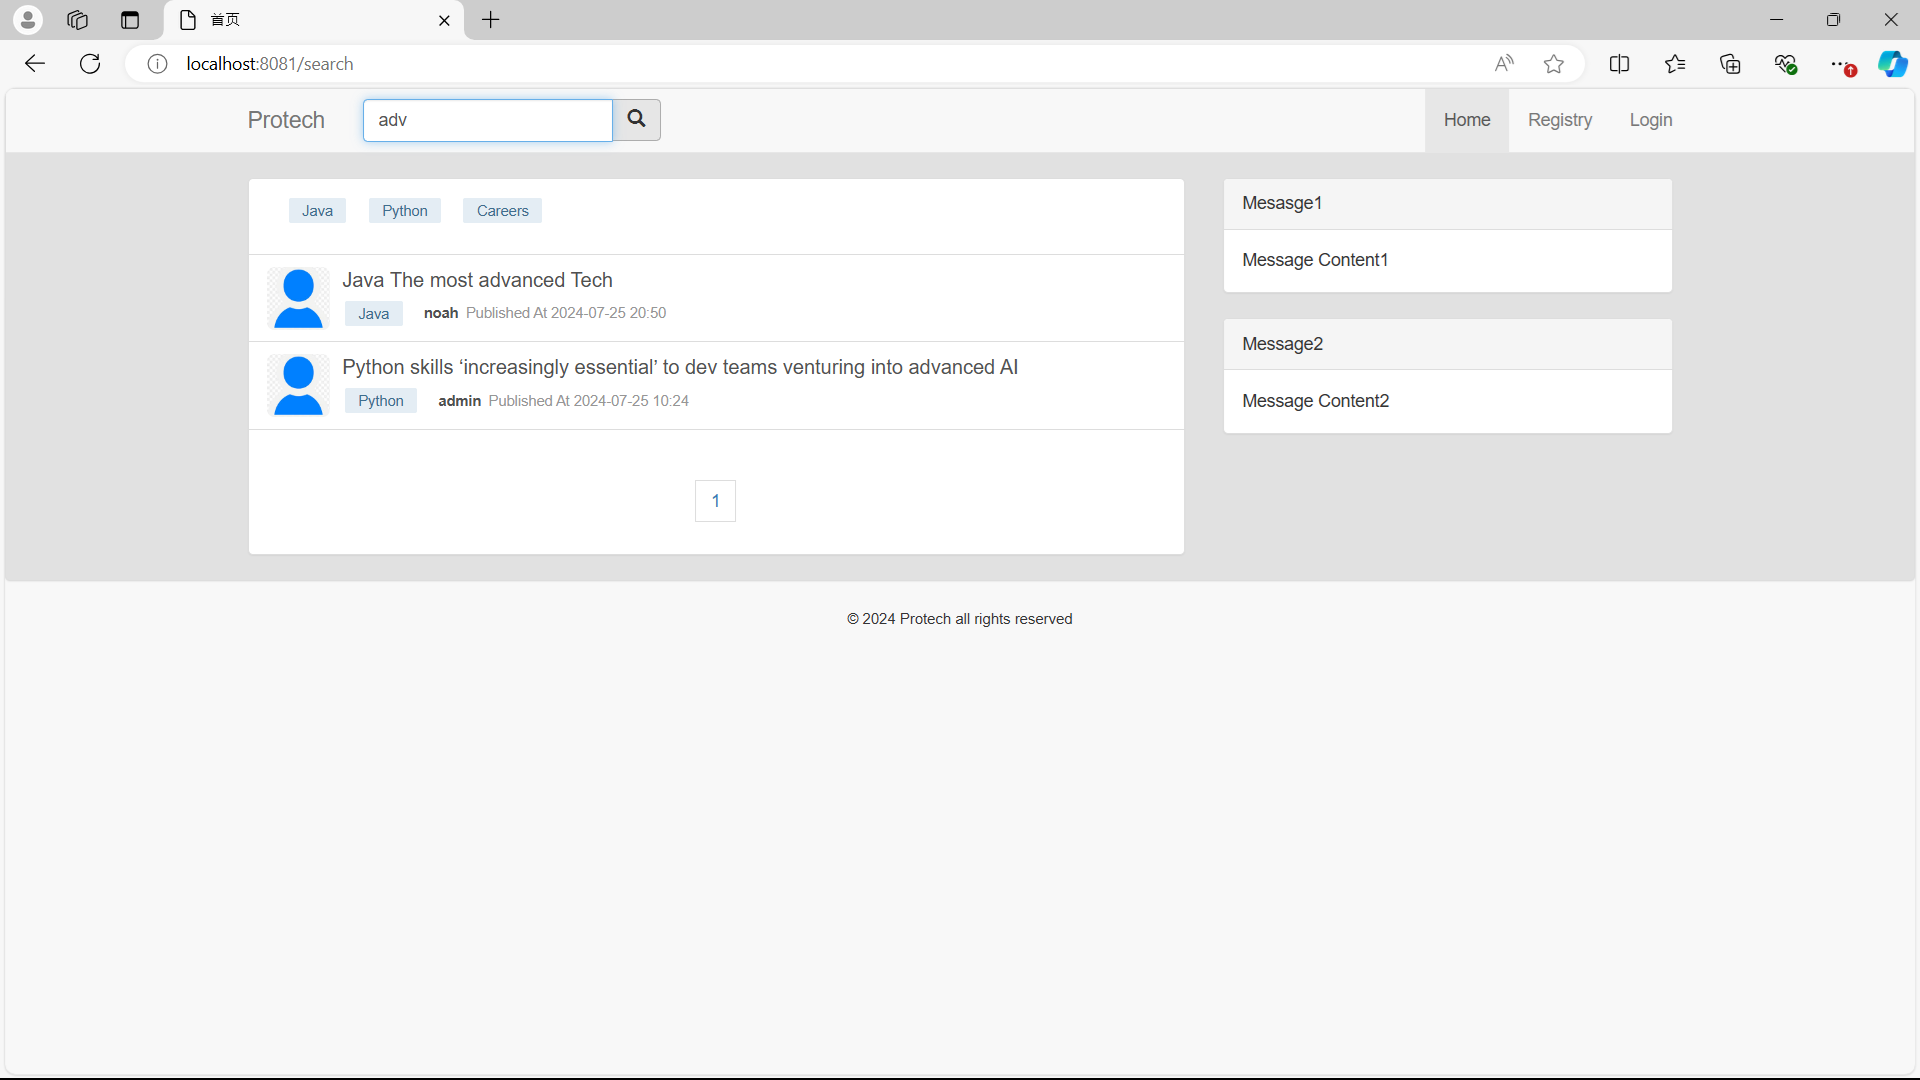 首页
localhost:8081/search
Protech
adv
Home
Registry
Login
Java
Python
Careers
Java The most advanced Tech
Java
noah Published At 2024-07-25 20:50
Python skills ‘increasingly essential’ to dev teams venturing into advanced AI
Python
admin Published At 2024-07-25 10:24
1
Mesasge1
Message Content1
Message2
Message Content2
© 2024 Protech all rights reserved